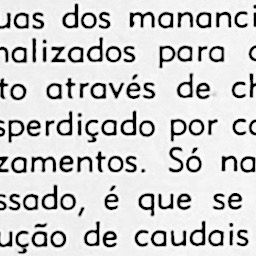 uas dos mananci
nalizados para
to através de ch
sperdiçado por co
zamentos. Só na
ssado, é que se
ução de caudais